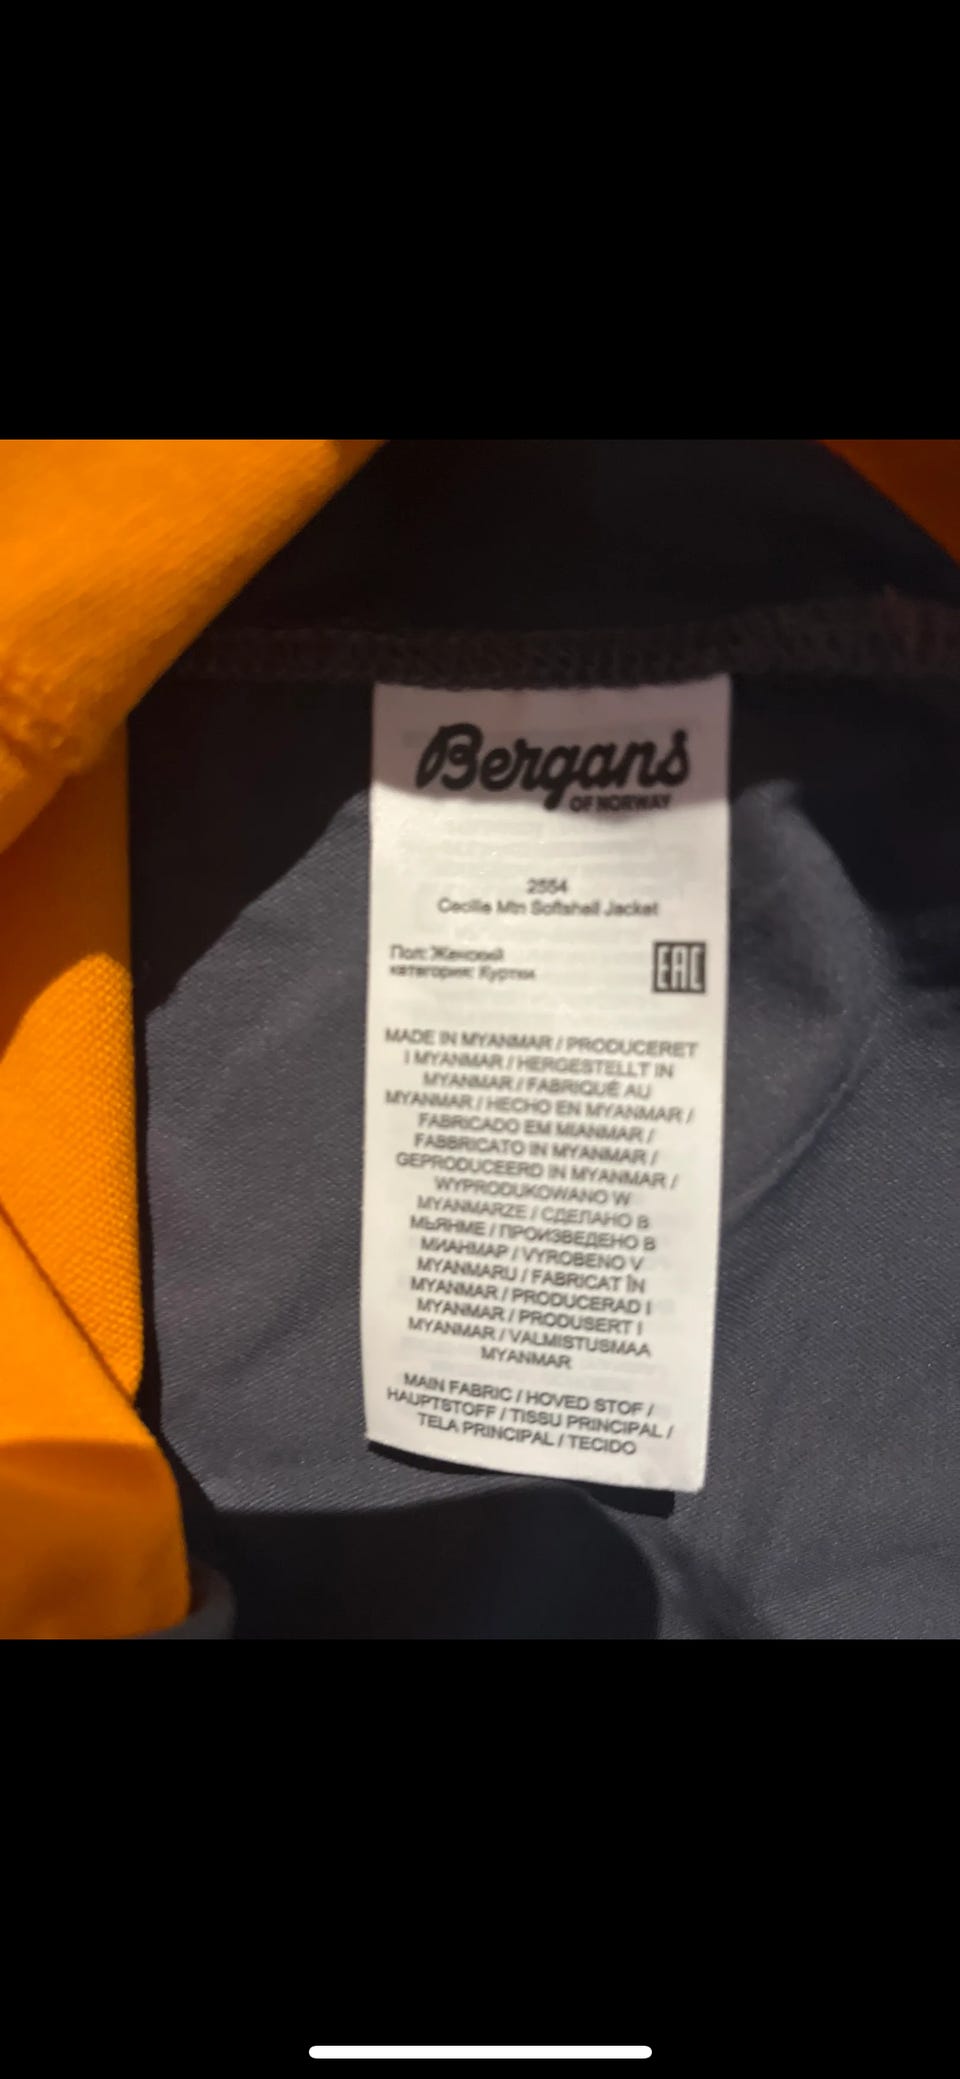 Bergans
OF NORWAY
2554
Cecilie Mtn Softshell Jacket
Пол: Женский
категория: Куртки
EAC
MADE IN MYANMAR / PRODUCERET
I MYANMAR / HERGESTELLT IN
MYANMAR / FABRIQUÉ AU
MYANMAR / HECHO EN MYANMAR /
FABRICADO EM MIANMAR /
FABBRICATO IN MYANMAR /
GEPRODUCEERD IN MYANMAR /
WYPRODUKOWANO W
MYANMARZE / СДЕЛАНО В
МЬЯНМЕ / ПРОИЗВЕДЕНО В
МИАНМАР / VYROBENO V
MYANMARU / FABRICAT ÎN
MYANMAR / PRODUCERAD I
MYANMAR / PRODUSERT I
MYANMAR / VALMISTUSMAA
MYANMAR
MAIN FABRIC / HOVED STOF /
HAUPTSTOFF / TISSU PRINCIPAL /
TELA PRINCIPAL / TECIDO